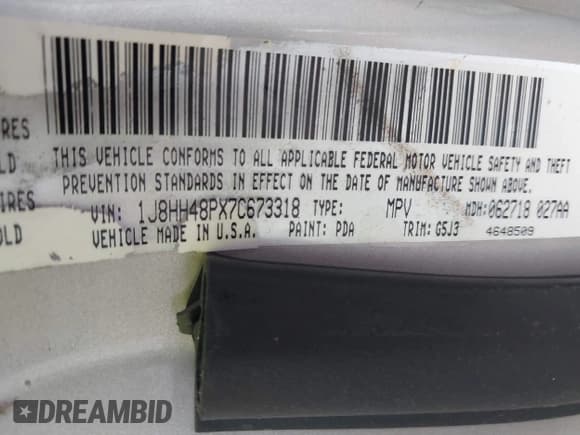 IRES
LD
IRES
OLD
THIS VEHICLE CONFORMS TO ALL APPLICABLE FEDERAL MOTOR VEHICLE SAFETY AND THEFT
PREVENTION STANDARDS IN EFFECT ON THE DATE OF MANUFACTURE SHOWN ABOVE.
VIN: 1J8HH48PX7C673318 TYPE: MPV MDH: 062718 027AA
VEHICLE MADE IN U.S.A. PAINT: PDA TRIM: G5J3 4648509
DREAMBID